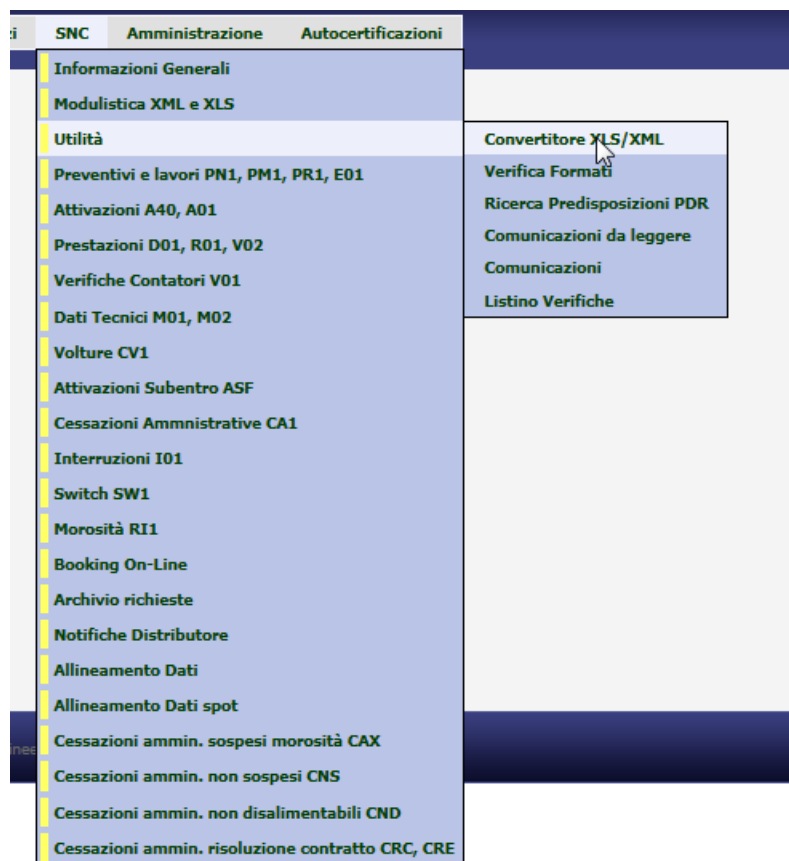 zi SNC Amministrazione Autocertificazioni
Informazioni Generali
Modulistica XML e XLS
Utilità
Convertitore XLS/XML
Verifica Formati
Ricerca Predisposizioni PDR
Comunicazioni da leggere
Comunicazioni
Listino Verifiche
Preventivi e lavori PN1, PM1, PR1, E01
Attivazioni A40, A01
Prestazioni D01, R01, V02
Verifiche Contatori V01
Dati Tecnici M01, M02
Volture CV1
Attivazioni Subentro ASF
Cessazioni Ammnistrative CA1
Interruzioni I01
Switch SW1
Morosità RI1
Booking On-Line
Archivio richieste
Notifiche Distributore
Allineamento Dati
Allineamento Dati spot
Cessazioni ammin. sospesi morosità CAX
Cessazioni ammin. non sospesi CNS
Cessazioni ammin. non disalimentabili CND
Cessazioni ammin. risoluzione contratto CRC, CRE